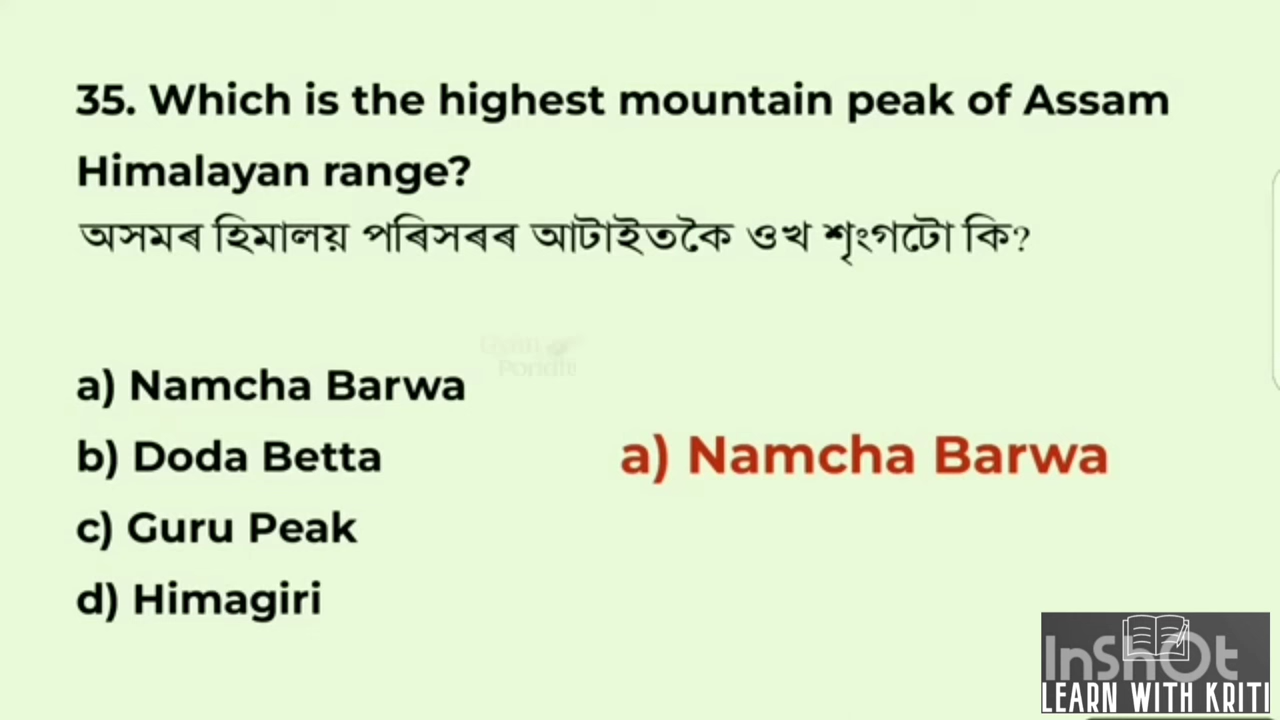 35. Which is the highest mountain peak of Assam
Himalayan range?
অসমৰ হিমালয় পৰিসৰৰ আটাইতকৈ ওখ শৃংগটো কি?
a) Namcha Barwa
b) Doda Betta
a) Namcha Barwa
c) Guru Peak
d) Himagiri
InShOt
LEARN WITH KRITI